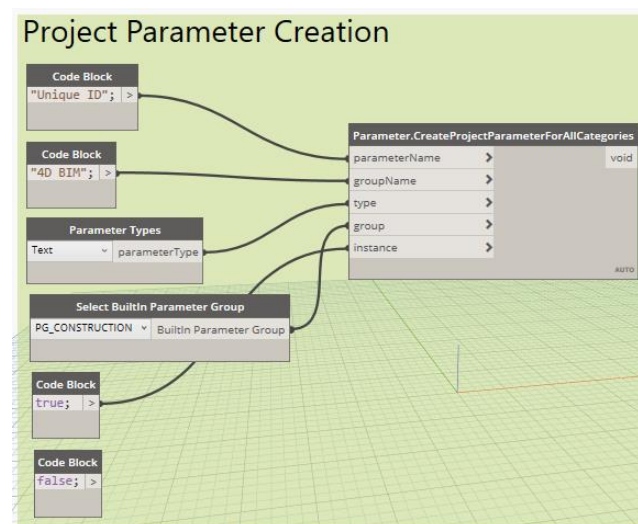 Project Parameter Creation
Code Block
"Unique ID"; >
Code Block
"4D BIM"; >
Parameter Types
Text parameterType
Select BuiltIn Parameter Group
PG_CONSTRUCTION BuiltIn Parameter Group
Code Block
true; >
Code Block
false; >
Parameter.CreateProjectParameterForAllCategories
parameterName > void
groupName >
type >
group >
instance >
AUTO